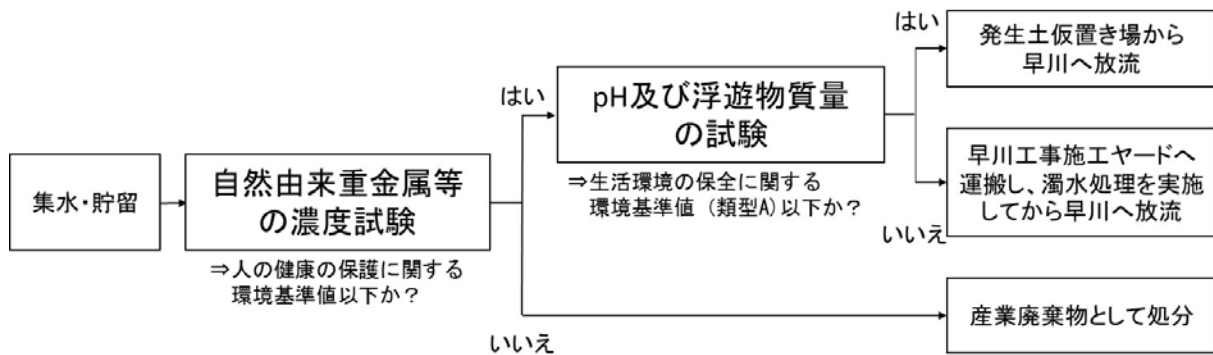 集水・貯留
自然由来重金属等
の濃度試験
⇒人の健康の保護に関する
環境基準値以下か？
はい
いいえ
pH及び浮遊物質量
の試験
⇒生活環境の保全に関する
環境基準値（類型A）以下か？
はい
いいえ
発生土仮置き場から
早川へ放流
早川工事施工ヤードへ
運搬し、濁水処理を実施
してから早川へ放流
産業廃棄物として処分